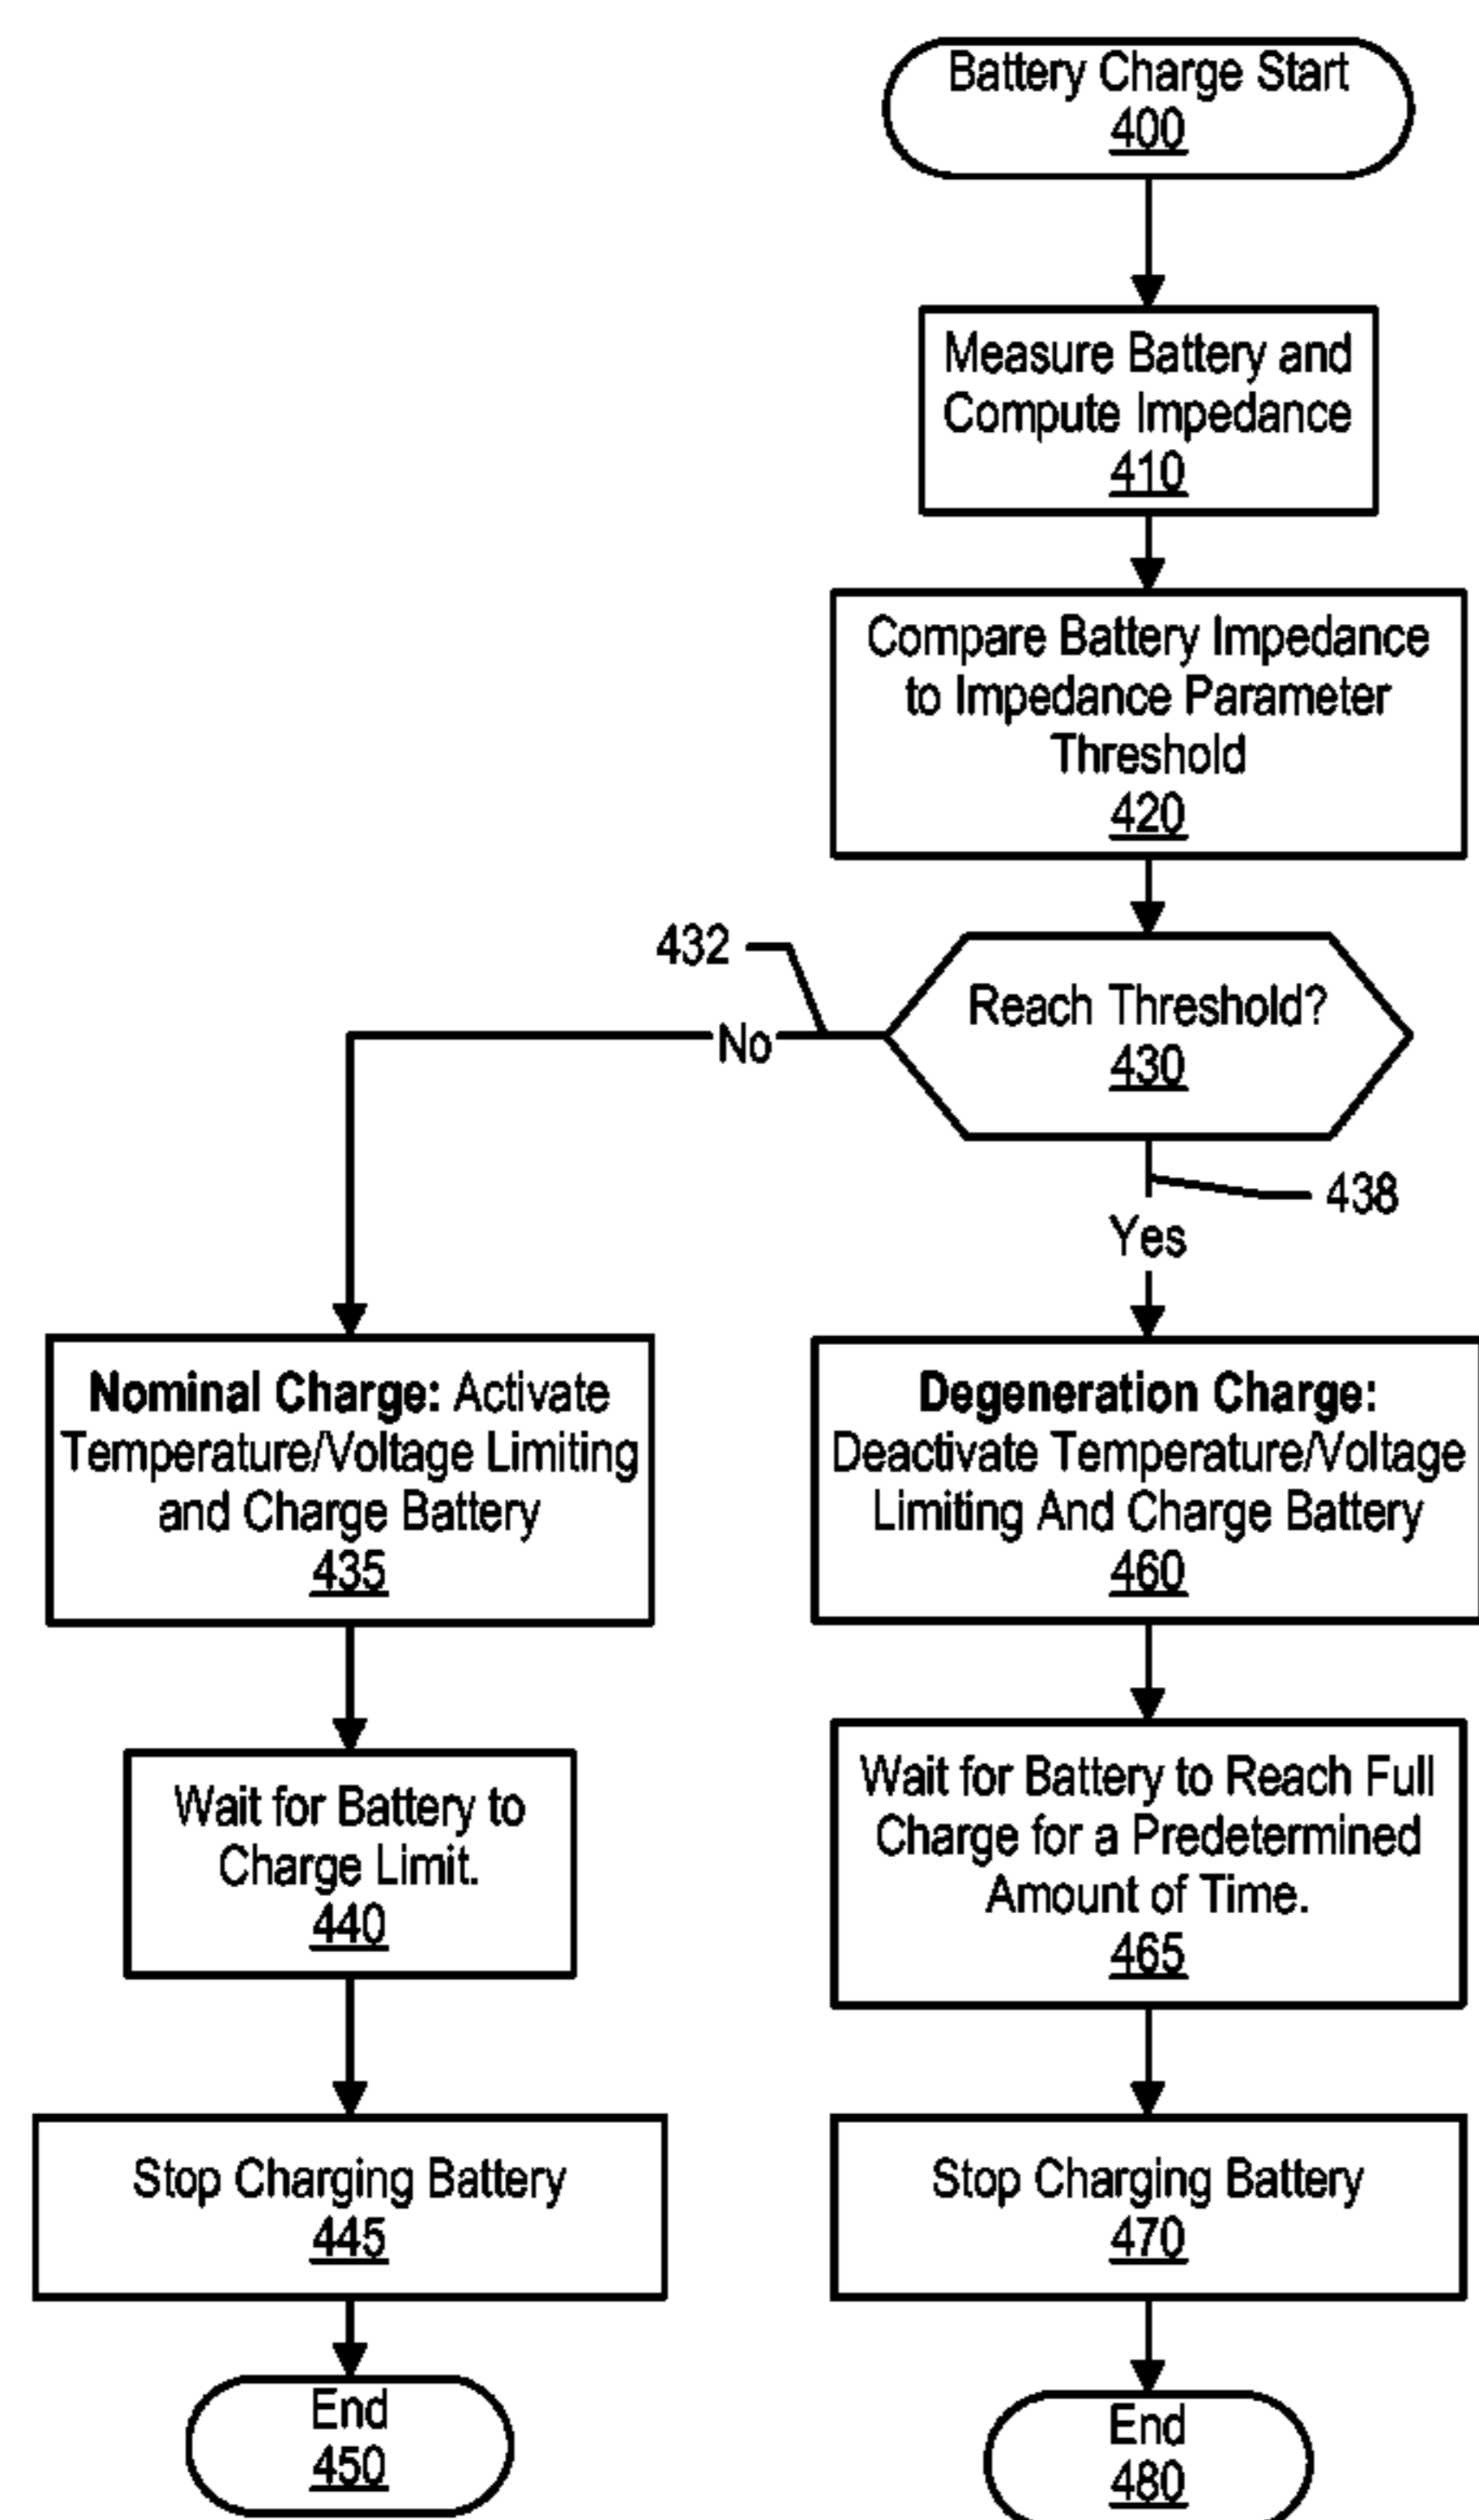 Battery Charge Start
400
Measure Battery and
Compute Impedance
410
Compare Battery Impedance
to Impedance Parameter
Threshold
420
432
Reach Threshold?
430
No
438
Yes
Nominal Charge: Activate
Temperature/Voltage Limiting
and Charge Battery
435
Degeneration Charge:
Deactivate Temperature/Voltage
Limiting And Charge Battery
460
Wait for Battery to
Charge Limit.
440
Wait for Battery to Reach Full
Charge for a Predetermined
Amount of Time.
465
Stop Charging Battery
445
Stop Charging Battery
470
End
450
End
480